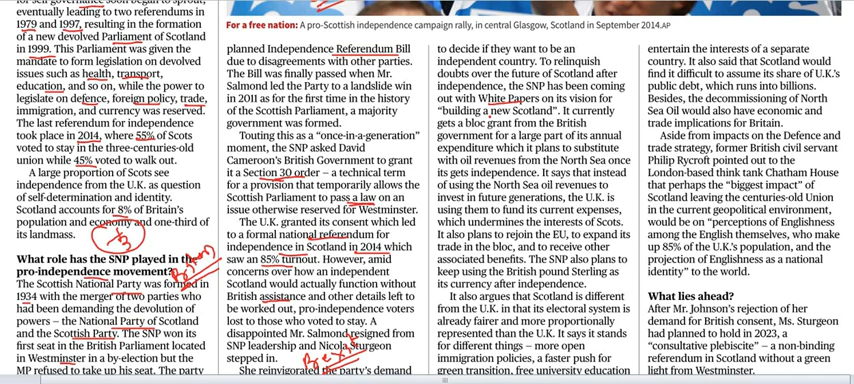 for self governance soon began to sprout,
eventually leading to two referendums in
1979 and 1997, resulting in the formation
of a new devolved Parliament of Scotland
in 1999. This Parliament was given the
mandate to form legislation on devolved
issues such as health, transport,
education, and so on, while the power to
legislate on defence, foreign policy, trade,
immigration, and currency was reserved.
The last referendum for independence
took place in 2014, where 55% of Scots
voted to stay in the three-centuries-old
union while 45% voted to walk out.
A large proportion of Scots see
independence from the U.K. as question
of self-determination and identity.
Scotland accounts for 8% of Britain's
population and economy and one-third of
its landmass.
1/3
What role has the SNP played in the
pro-independence movement?
The Scottish National Party was formed in
1934 with the merger of two parties who
had been demanding the devolution of
powers – the National Party of Scotland
and the Scottish Party. The SNP won its
first seat in the British Parliament located
in Westminster in a by-election but the
MP refused to take up his seat. The party
For a free nation: A pro-Scottish independence campaign rally, in central Glasgow, Scotland in September 2014. AP
planned Independence Referendum Bill
due to disagreements with other parties.
The Bill was finally passed when Mr.
Salmond led the Party to a landslide win
in 2011 as for the first time in the history
of the Scottish Parliament, a majority
government was formed.
Touting this as a "once-in-a-generation"
moment, the SNP asked David
Cameron's British Government to grant
it a Section 30 order – a technical term
for a provision that temporarily allows the
Scottish Parliament to pass a law on an
issue otherwise reserved for Westminster.
The U.K. granted its consent which
led to a formal national referendum for
independence in Scotland in 2014 which
saw an 85% turnout. However, amid
concerns over how an independent
Scotland would actually function without
British assistance and other details left to
be worked out, pro-independence voters
lost to those who voted to stay. A
disappointed Mr. Salmond resigned from
SNP leadership and Nicola Sturgeon
stepped in.
Brexit
She reinvigorated the party's demand
to decide if they want to be an
independent country. To relinquish
doubts over the future of Scotland after
independence, the SNP has been coming
out with White Papers on its vision for
"building a new Scotland". It currently
gets a bloc grant from the British
government for a large part of its annual
expenditure which it plans to substitute
with oil revenues from the North Sea once
its gets independence. It says that instead
of using the North Sea oil revenues to
invest in future generations, the U.K. is
using them to fund its current expenses,
which undermines the interests of Scots.
It also plans to rejoin the EU, to expand
its trade in the bloc, and to receive other
associated benefits. The SNP also plans to
keep using the British pound Sterling as
its currency after independence.
It also argues that Scotland is different
from the U.K. in that its electoral system is
already fairer and more proportionally
represented than the U.K. It says it stands
for different things – more open
immigration policies, a faster push for
green transition, free university education
entertain the interests of a separate
country. It also said that Scotland would
find it difficult to assume its share of U.K.'s
public debt, which runs into billions.
Besides, the decommissioning of North
Sea Oil would also have economic and
trade implications for Britain.
Aside from impacts on the Defence and
trade strategy, former British civil servant
Philip Rycroft pointed out to the
London-based think tank Chatham House
that perhaps the "biggest impact" of
Scotland leaving the centuries-old Union
in the current geopolitical environment,
would be on "perceptions of Englishness
among the English themselves, who make
up 85% of the U.K.'s population, and the
projection of Englishness as a national
identity" to the world.
What lies ahead?
After Mr. Johnson's rejection of her
demand for British consent, Ms. Sturgeon
had planned to hold in 2023, a
"consultative plebiscite" – a non-binding
referendum in Scotland without a green
light from Westminster.